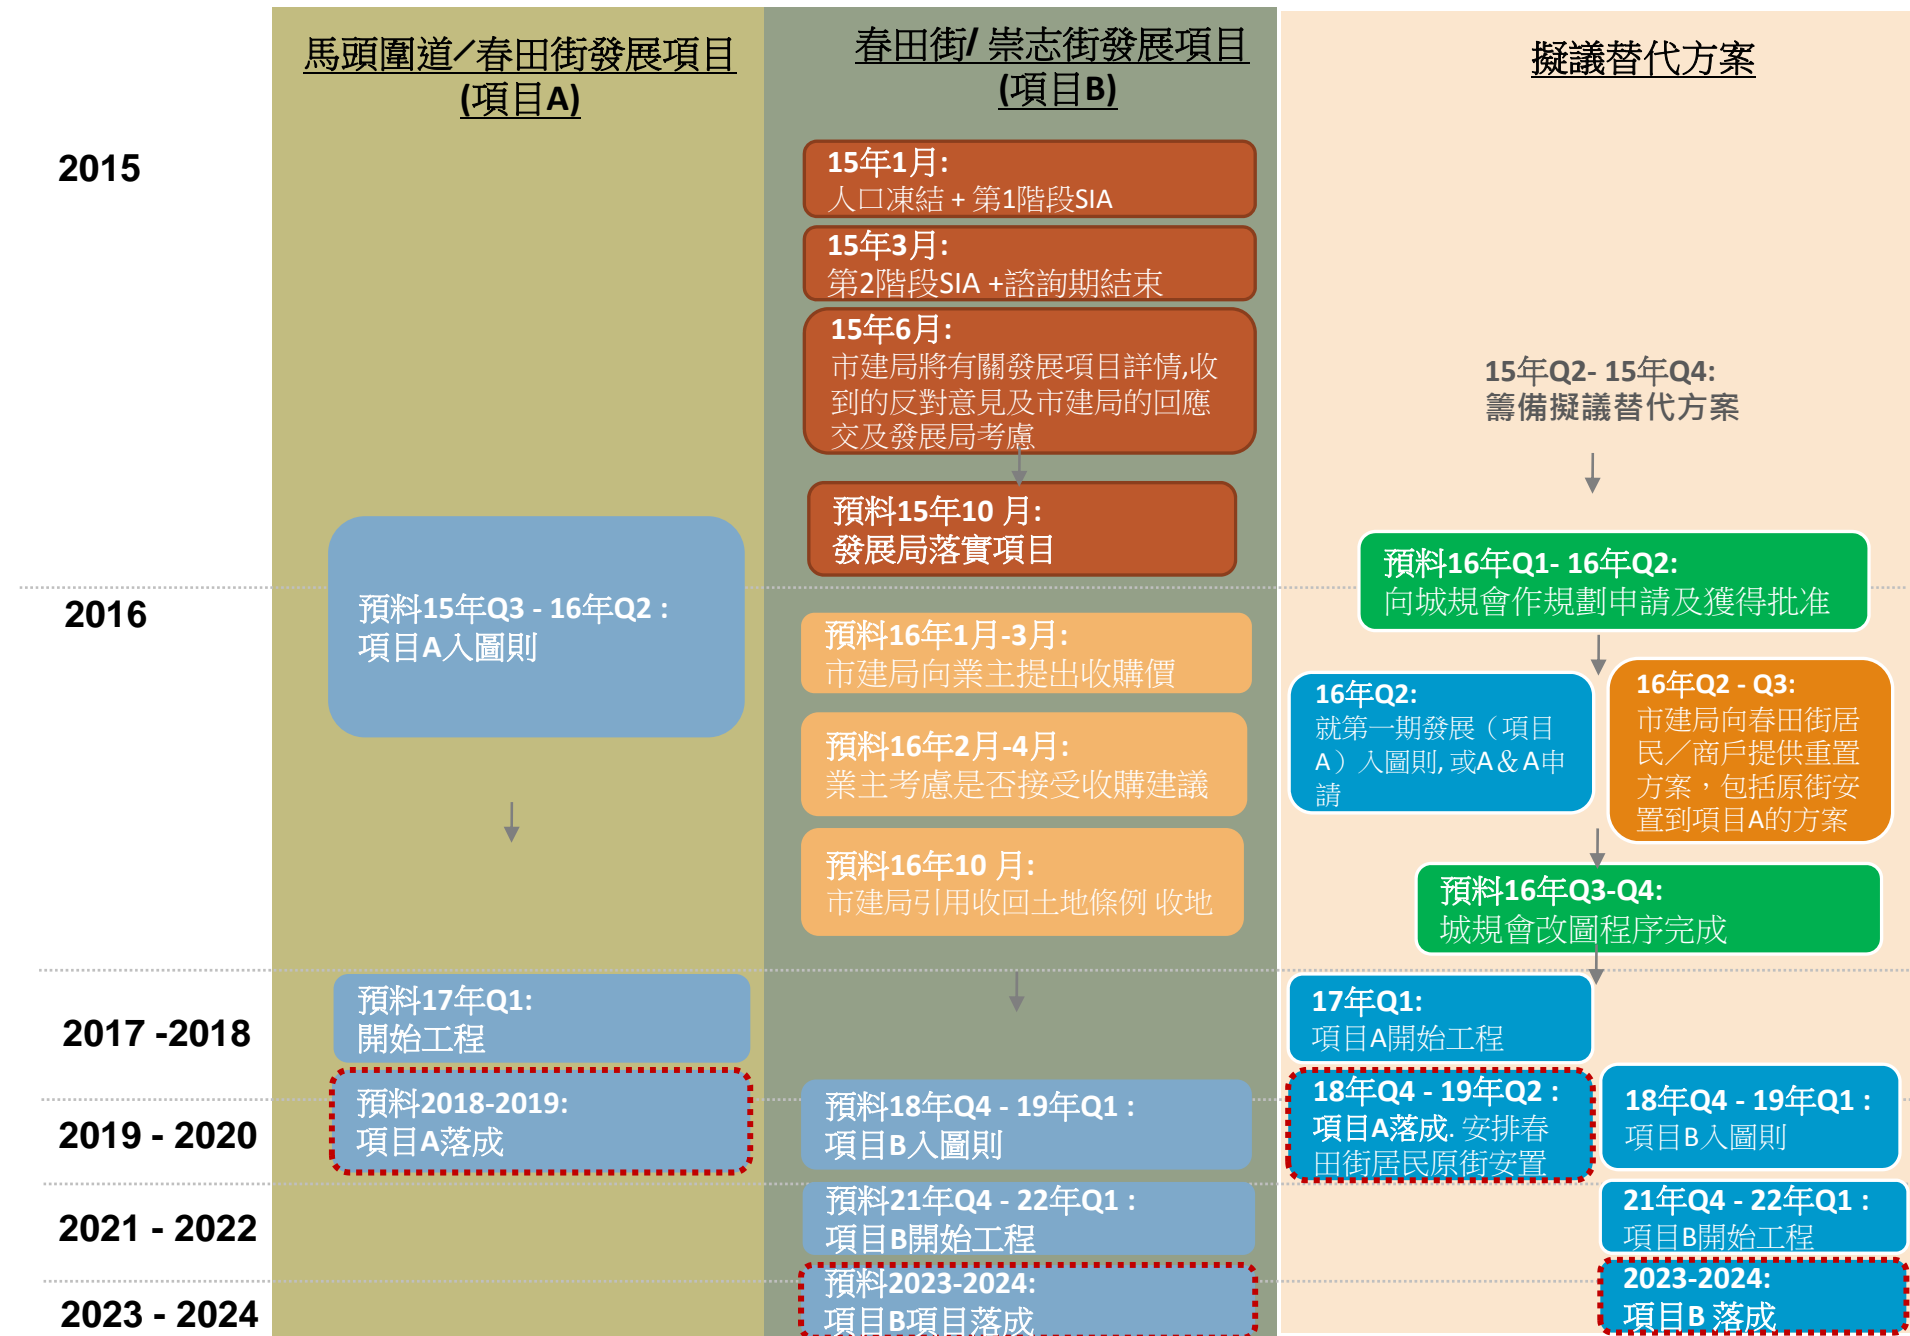 馬頭圍道/春田街發展項目
(項目A)
春田街/ 崇志街發展項目
(項目B)
擬議替代方案
2015
15年1月:
人口凍結 + 第1階段SIA
15年3月:
第2階段SIA +諮詢期結束
15年6月:
市建局將有關發展項目詳情,收
到的反對意見及市建局的回應
交及發展局考慮
預料15年10 月:
發展局落實項目
15年Q2- 15年Q4:
籌備擬議替代方案
預料16年Q1- 16年Q2:
向城規會作規劃申請及獲得批准
2016
預料15年Q3 - 16年Q2 :
項目A入圖則
預料16年1月-3月:
市建局向業主提出收購價
預料16年2月-4月:
業主考慮是否接受收購建議
預料16年10 月:
市建局引用收回土地條例 收地
16年Q2:
就第一期發展（項目
A）入圖則, 或A＆A申
請
16年Q2 - Q3:
市建局向春田街居
民／商戶提供重置
方案，包括原街安
置到項目A的方案
預料16年Q3-Q4:
城規會改圖程序完成
2017 -2018
預料17年Q1:
開始工程
17年Q1:
項目A開始工程
2019 - 2020
預料2018-2019:
項目A落成
預料18年Q4 - 19年Q1 :
項目B入圖則
18年Q4 - 19年Q2 :
項目A落成. 安排春
田街居民原街安置
18年Q4 - 19年Q1 :
項目B入圖則
2021 - 2022
預料21年Q4 - 22年Q1 :
項目B開始工程
21年Q4 - 22年Q1 :
項目B開始工程
2023 - 2024
預料2023-2024:
項目B項目落成
2023-2024:
項目B 落成